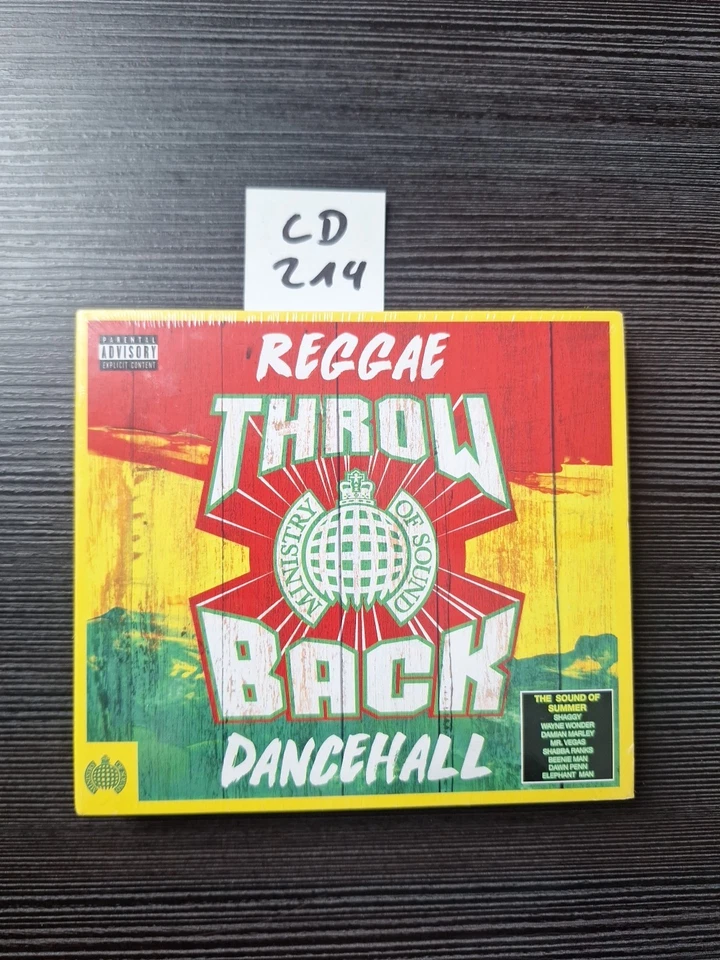 CD
214
PARENTAL
ADVISORY
EXPLICIT CONTENT
REGGAE
THROW
MINISTRY OF SOUND
BACK
DANCEHALL
THE SOUND OF
SUMMER
SHAGGY
WAYNE WONDER
DAMIAN MARLEY
MR. VEGAS
SHABBA RANKS
BEENIE MAN
DAWN PENN
ELEPHANT MAN